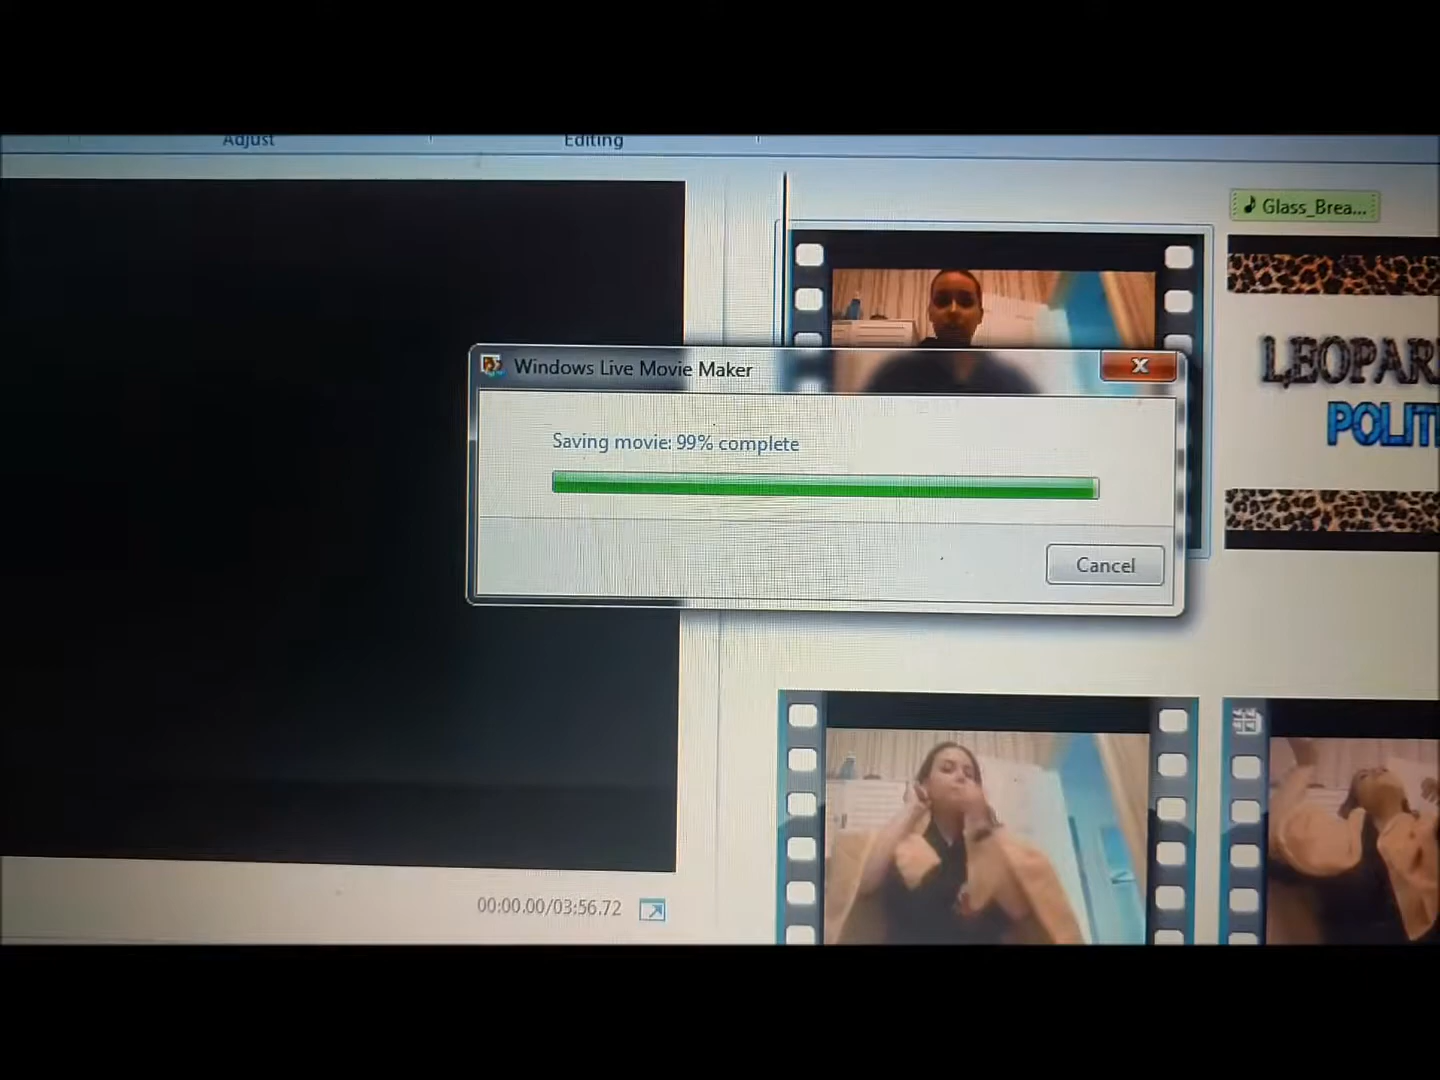 Adjust
Editing
Glass_Brea...
Windows Live Movie Maker
X
Saving movie: 99% complete
Cancel
LEOPAR
POLIT
00:00.00/03:56.72